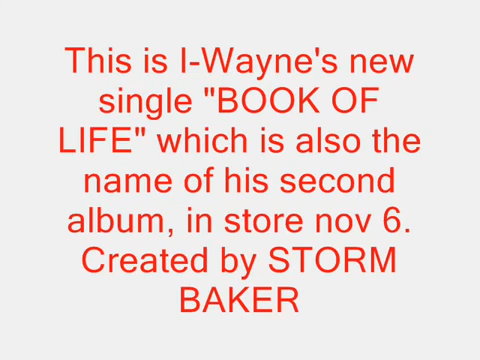 This is I-Wayne's new
single "BOOK OF
LIFE" which is also the
name of his second
album, in store nov 6.
Created by STORM
BAKER